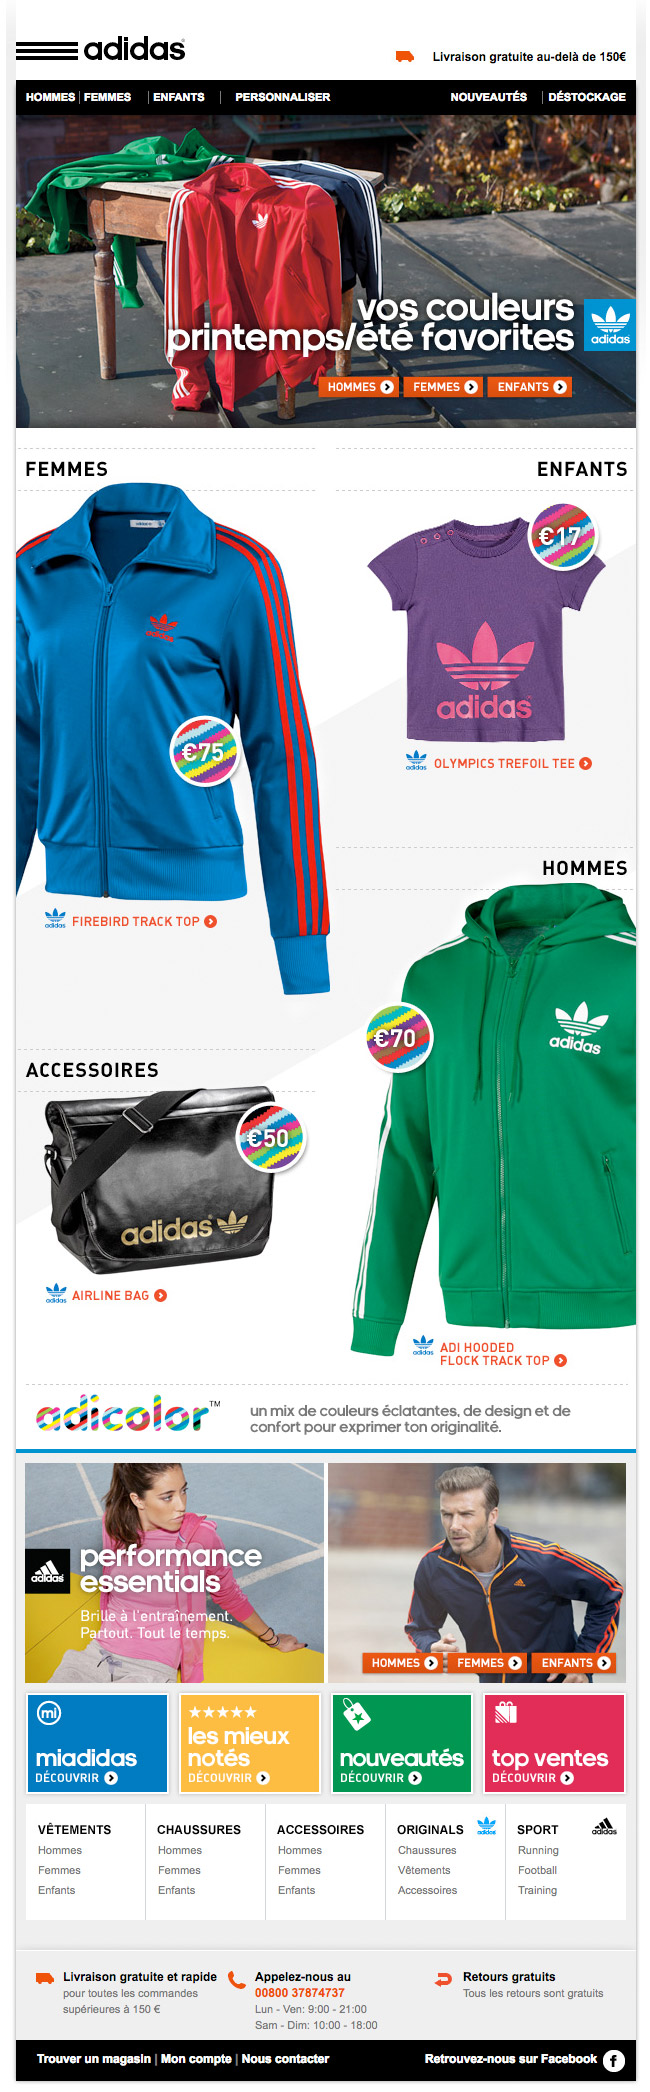 adidas
Livraison gratuite au-delà de 150€
HOMMES FEMMES ENFANTS PERSONNALISER NOUVEAUTÉS DÉSTOCKAGE
vos couleurs
printemps/été favorites
adidas
HOMMES FEMMES ENFANTS
FEMMES
ENFANTS
€17
adidas
adidas
€75
adidas OLYMPICS TREFOIL TEE
HOMMES
adidas FIREBIRD TRACK TOP
adidas
€70
ACCESSOIRES
€50
adidas
adidas AIRLINE BAG
adidas ADI HOODED
FLOCK TRACK TOP
adicolor™
un mix de couleurs éclatantes, de design et de
confort pour exprimer ton originalité.
adidas
performance
essentials
Brille à l'entraînement.
Partout. Tout le temps.
adidas
HOMMES FEMMES ENFANTS
mi
miadidas
DÉCOUVRIR
les mieux
notés
DÉCOUVRIR
nouveautés
DÉCOUVRIR
top ventes
DÉCOUVRIR
VÊTEMENTS
Hommes
Femmes
Enfants
CHAUSSURES
Hommes
Femmes
Enfants
ACCESSOIRES
Hommes
Femmes
Enfants
ORIGINALS adidas
Chaussures
Vêtements
Accessoires
SPORT adidas
Running
Football
Training
Livraison gratuite et rapide
pour toutes les commandes
supérieures à 150 €
Appelez-nous au
00800 37874737
Lun - Ven: 9:00 - 21:00
Sam - Dim: 10:00 - 18:00
Retours gratuits
Tous les retours sont gratuits
Trouver un magasin | Mon compte | Nous contacter
Retrouvez-nous sur Facebook f